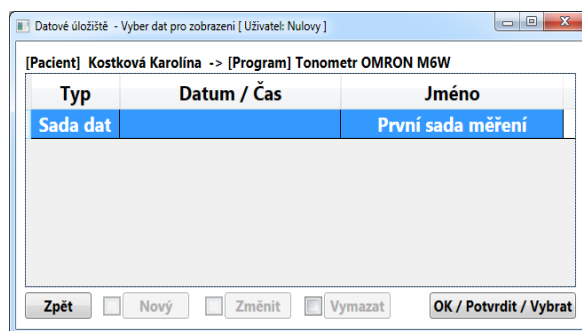 Datové úložiště - Vyber dat pro zobrazeni [ Uživatel: Nulovy ]
[Pacient] Kostková Karolína -> [Program] Tonometr OMRON M6W
Typ Datum / Čas Jméno
Sada dat První sada měření
Zpět Nový Změnit Vymazat OK / Potvrdit / Vybrat